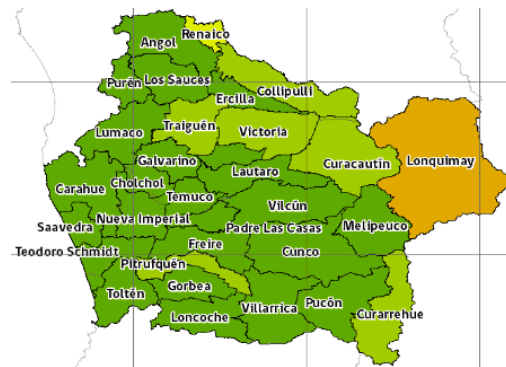 Renaico
Angol
Purén
Los Sauces
Collipulli
Ercilla
Lumaco
Traiguén
Victoria
Curacautín
Lonquimay
Galvarino
Lautaro
Carahue
Cholchol
Temuco
Vilcún
Saavedra
Nueva Imperial
Padre Las Casas
Melipeuco
Teodoro Schmidt
Freire
Cunco
Pitrufquén
Toltén
Gorbea
Villarrica
Pucón
Loncoche
Curarrehue